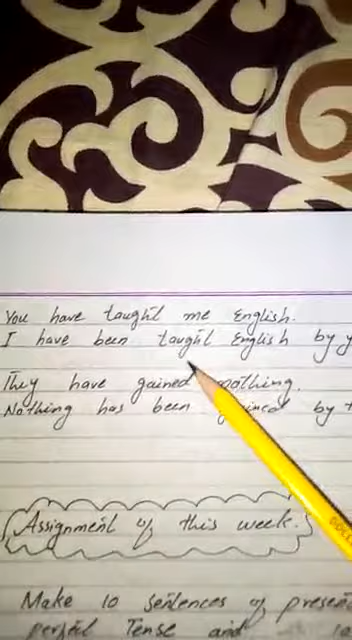 You have taught me English.
I have been taught English by y
They have gained nothing.
Nothing has been gained by t
Assignment of this week.
Make 10 sentences of present
perfect Tense and